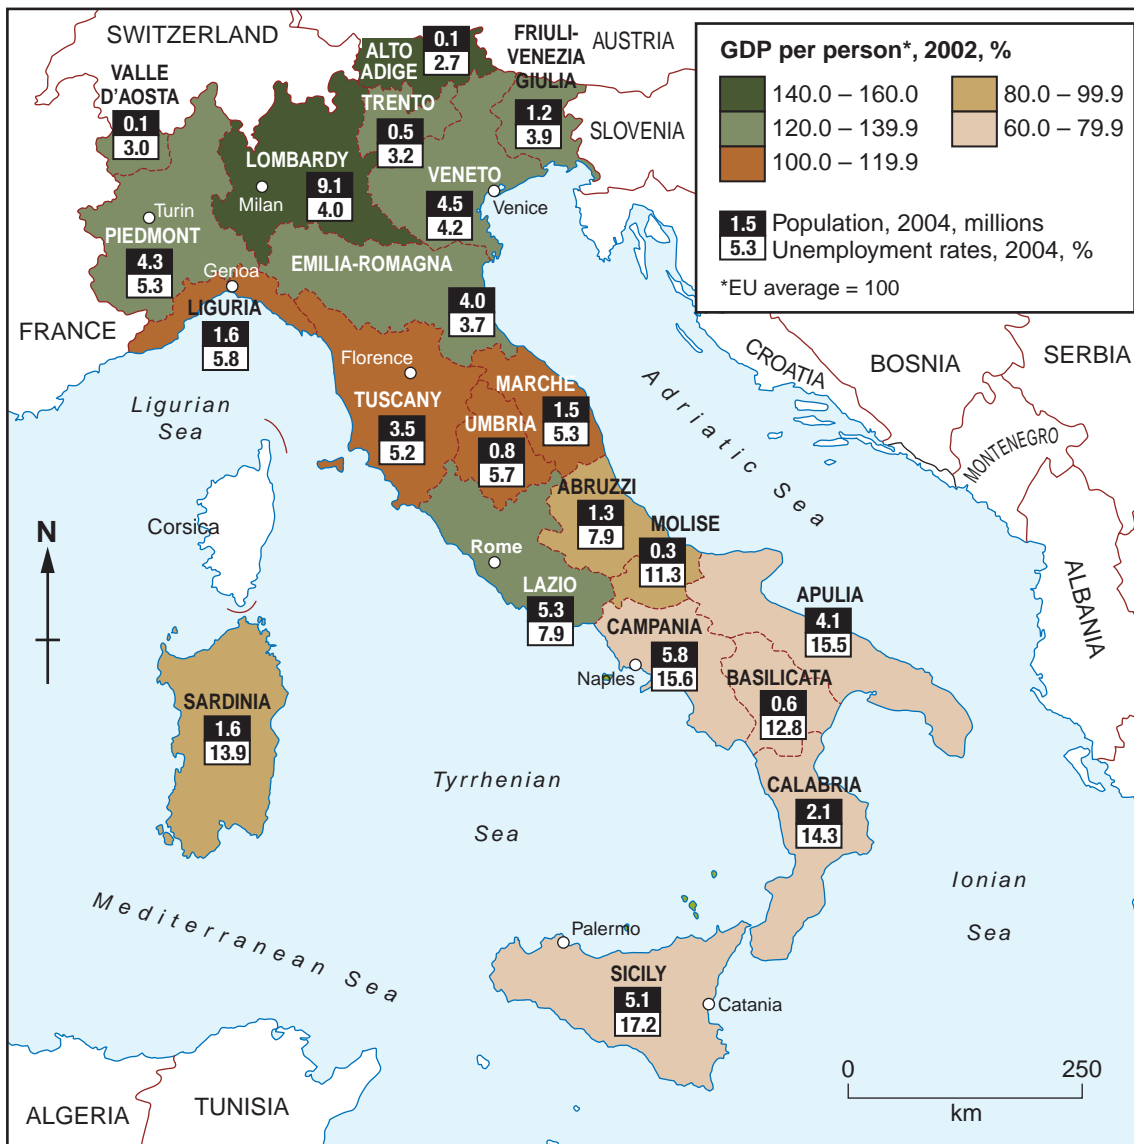 SWITZERLAND
AUSTRIA
SLOVENIA
CROATIA
BOSNIA
SERBIA
MONTENEGRO
ALBANIA
FRANCE
ALGERIA
TUNISIA
GDP per person*, 2002, %
140.0 – 160.0
120.0 – 139.9
100.0 – 119.9
80.0 – 99.9
60.0 – 79.9
1.5 Population, 2004, millions
5.3 Unemployment rates, 2004, %
*EU average = 100
VALLE
D'AOSTA
0.1
3.0
ALTO
ADIGE
0.1
2.7
TRENTO
0.5
3.2
FRIULI-
VENEZIA
GIULIA
1.2
3.9
LOMBARDY
Milan
9.1
4.0
VENETO
Venice
4.5
4.2
Turin
PIEDMONT
4.3
5.3
EMILIA-ROMAGNA
4.0
3.7
Genoa
LIGURIA
1.6
5.8
Florence
TUSCANY
3.5
5.2
MARCHE
1.5
5.3
UMBRIA
0.8
5.7
ABRUZZI
1.3
7.9
MOLISE
0.3
11.3
Rome
LAZIO
5.3
7.9
CAMPANIA
5.8
15.6
Naples
APULIA
4.1
15.5
BASILICATA
0.6
12.8
CALABRIA
2.1
14.3
Corsica
SARDINIA
1.6
13.9
Palermo
SICILY
5.1
17.2
Catania
Ligurian
Sea
Adriatic Sea
Tyrrhenian
Sea
Ionian
Sea
Mediterranean Sea
N
0 250
km